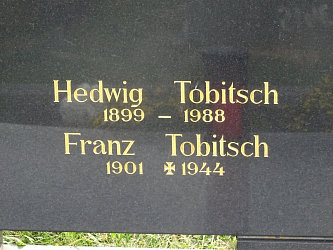 Hedwig Tobitsch
1899 – 1988
Franz Tobitsch
1901 ✠1944